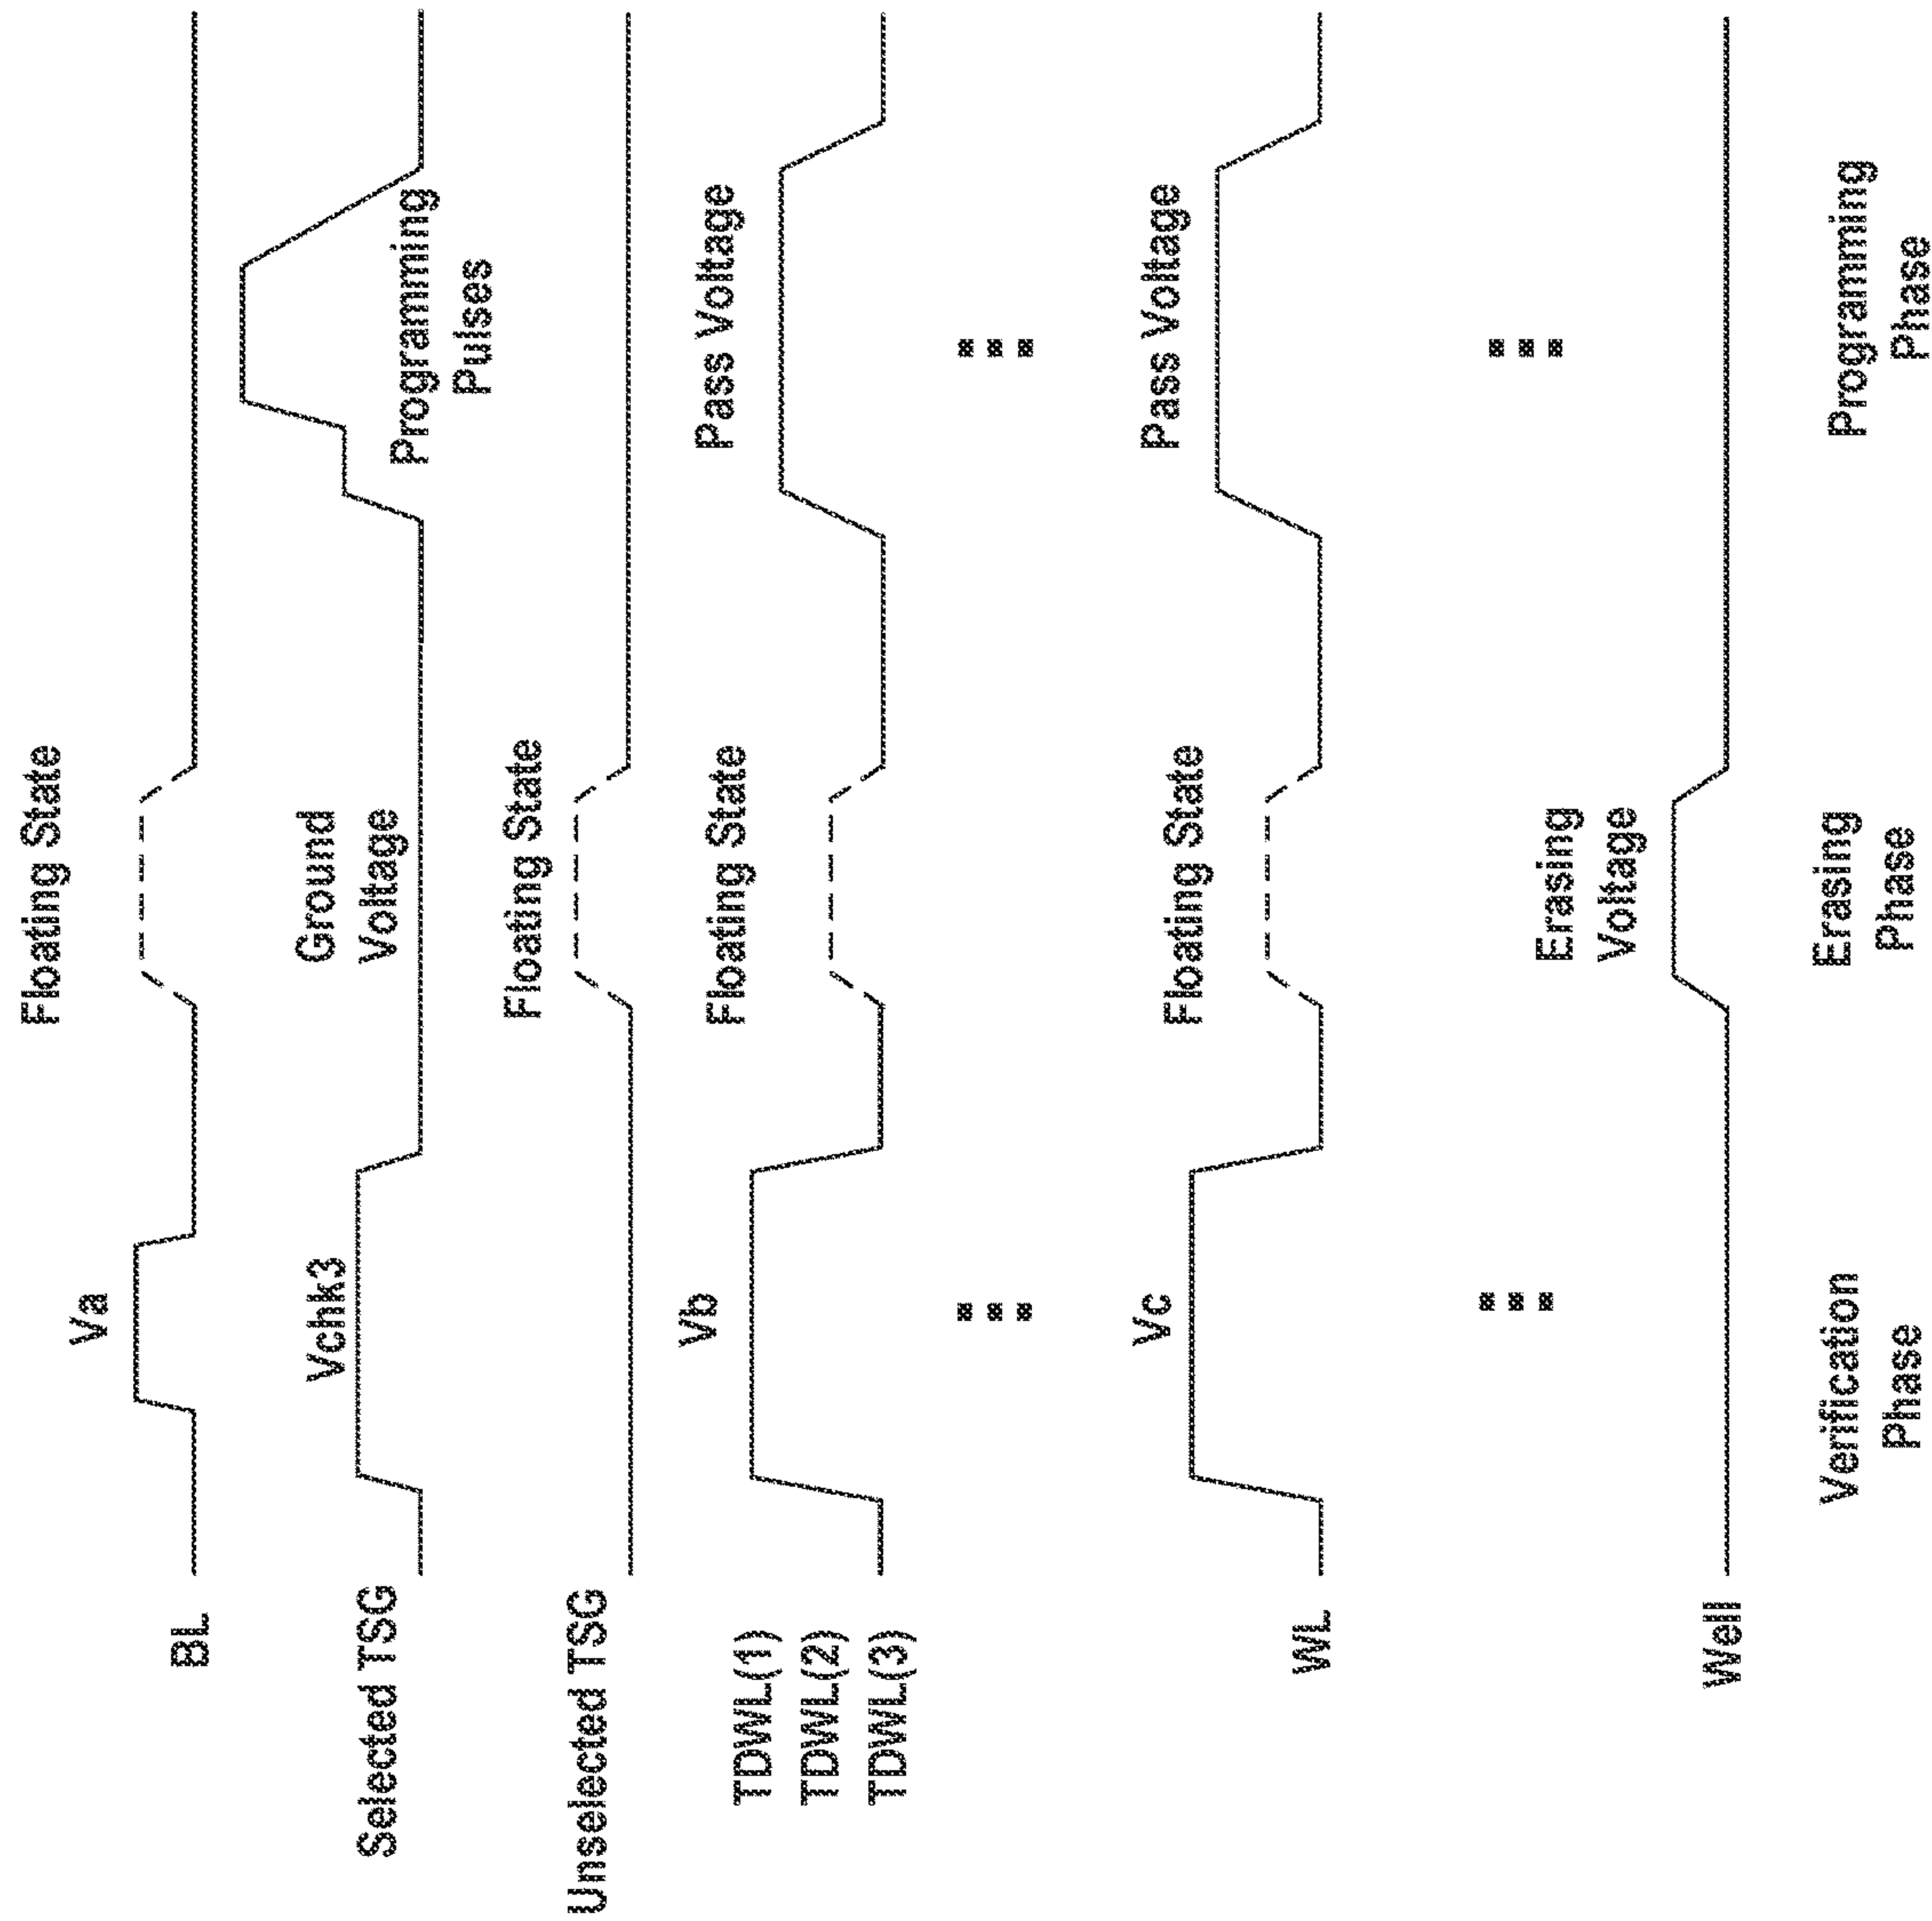 Floating State
Va
BL
Ground
Voltage
Programming
Pulses
Vchk3
Selected TSG
Floating State
Unselected TSG
Floating State
Pass Voltage
Vb
TDWL(1)
TDWL(2)
TDWL(3)
Floating State
Pass Voltage
Vc
WL
Erasing
Voltage
Well
Verification
Phase
Erasing
Phase
Programming
Phase